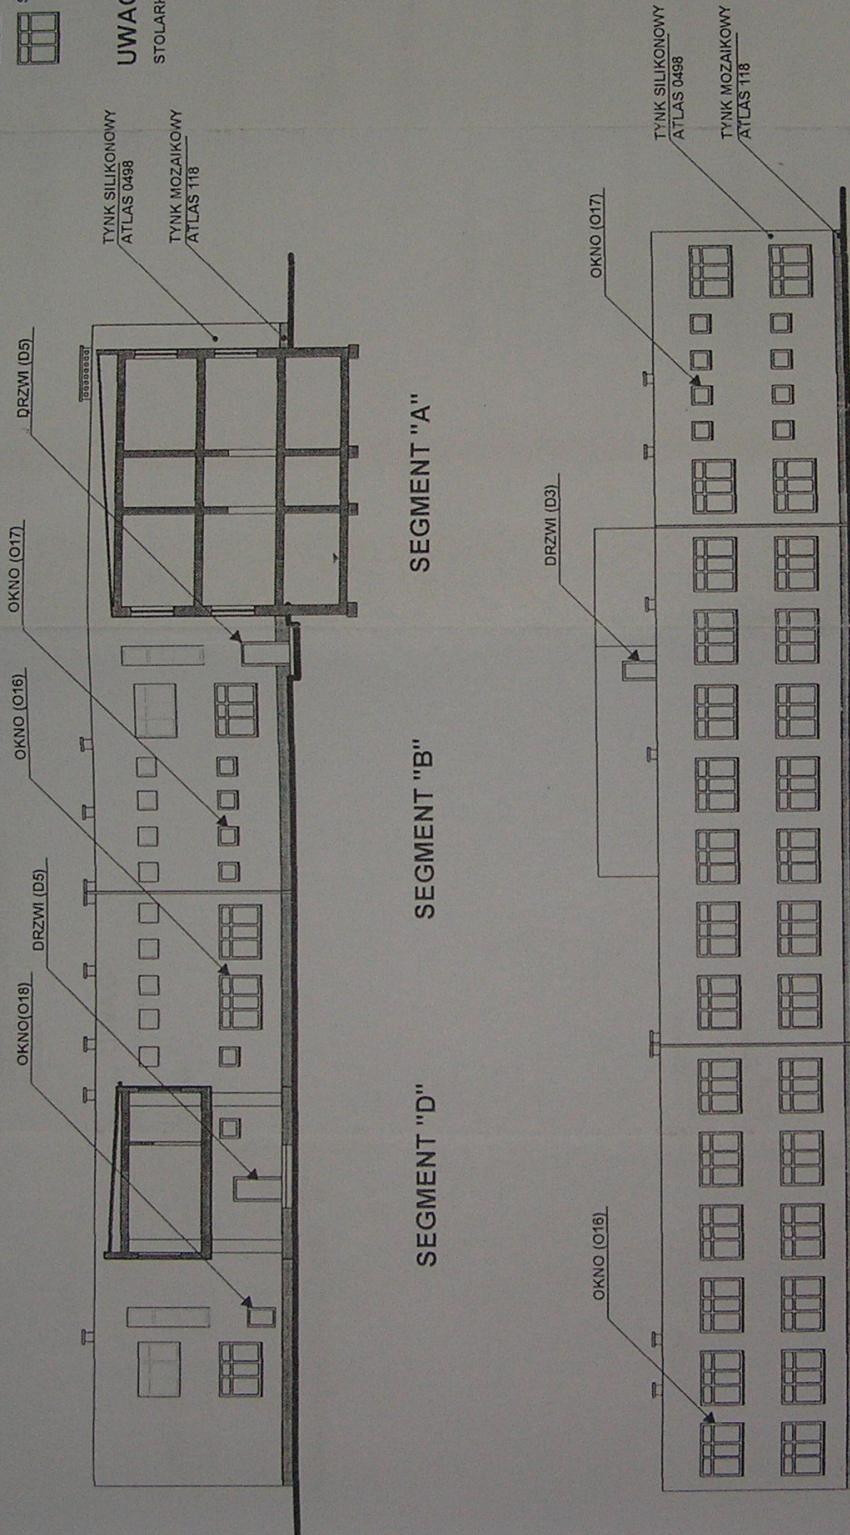 UWAG
STOLARK
TYNK SILIKONOWY
ATLAS 0498
TYNK MOZAIKOWY
ATLAS 118
DRZWI (D5)
OKNO (O17)
OKNO (O16)
DRZWI (D5)
OKNO(O18)
SEGMENT "D"
SEGMENT "B"
SEGMENT "A"
TYNK SILIKONOWY
ATLAS 0498
TYNK MOZAIKOWY
ATLAS 118
OKNO (O17)
DRZWI (D3)
OKNO (O16)